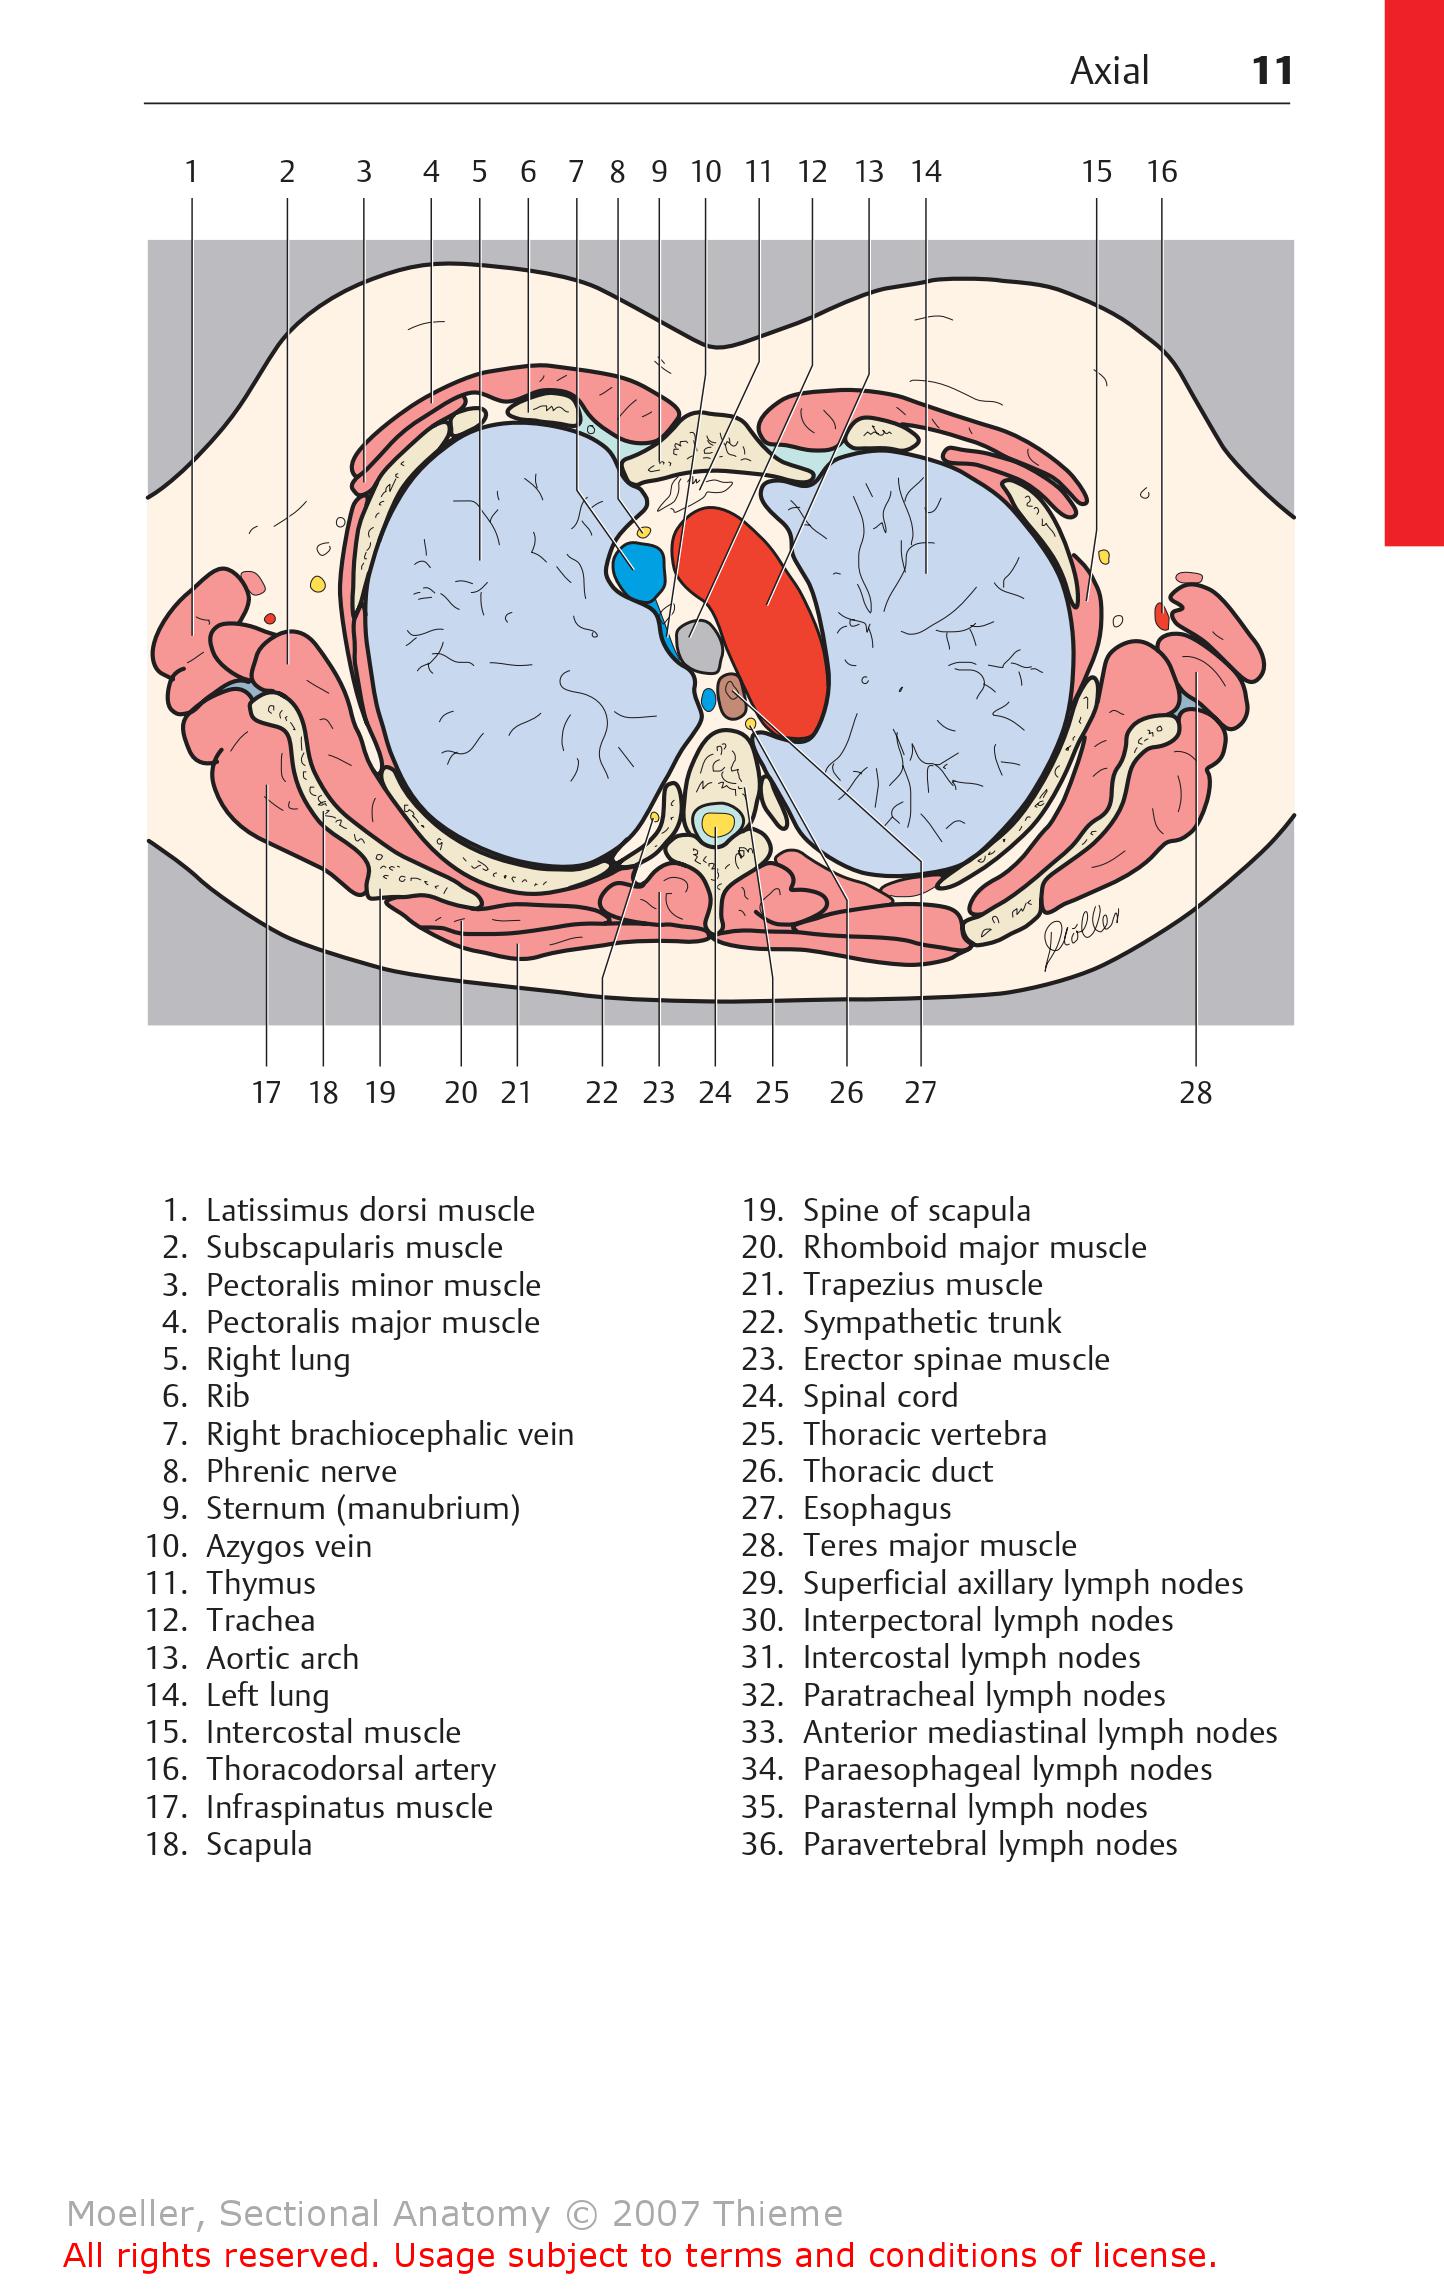 Axial 11
1 2 3 4 5 6 7 8 9 10 11 12 13 14 15 16
Möller
17 18 19 20 21 22 23 24 25 26 27 28
1. Latissimus dorsi muscle
2. Subscapularis muscle
3. Pectoralis minor muscle
4. Pectoralis major muscle
5. Right lung
6. Rib
7. Right brachiocephalic vein
8. Phrenic nerve
9. Sternum (manubrium)
10. Azygos vein
11. Thymus
12. Trachea
13. Aortic arch
14. Left lung
15. Intercostal muscle
16. Thoracodorsal artery
17. Infraspinatus muscle
18. Scapula
19. Spine of scapula
20. Rhomboid major muscle
21. Trapezius muscle
22. Sympathetic trunk
23. Erector spinae muscle
24. Spinal cord
25. Thoracic vertebra
26. Thoracic duct
27. Esophagus
28. Teres major muscle
29. Superficial axillary lymph nodes
30. Interpectoral lymph nodes
31. Intercostal lymph nodes
32. Paratracheal lymph nodes
33. Anterior mediastinal lymph nodes
34. Paraesophageal lymph nodes
35. Parasternal lymph nodes
36. Paravertebral lymph nodes
Moeller, Sectional Anatomy © 2007 Thieme
All rights reserved. Usage subject to terms and conditions of license.